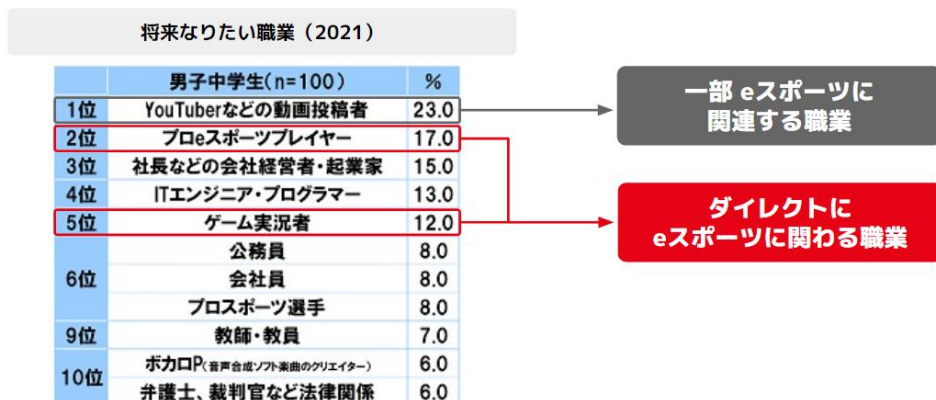 将来なりたい職業（2021）
男子中学生(n=100) %
1位 YouTuberなどの動画投稿者 23.0
2位 プロeスポーツプレイヤー 17.0
3位 社長などの会社経営者・起業家 15.0
4位 ITエンジニア・プログラマー 13.0
5位 ゲーム実況者 12.0
6位
公務員 8.0
会社員 8.0
プロスポーツ選手 8.0
9位 教師・教員 7.0
10位
ボカロP(音声合成ソフト楽曲のクリエイター) 6.0
弁護士、裁判官など法律関係 6.0
一部 eスポーツに
関連する職業
ダイレクトに
eスポーツに関わる職業